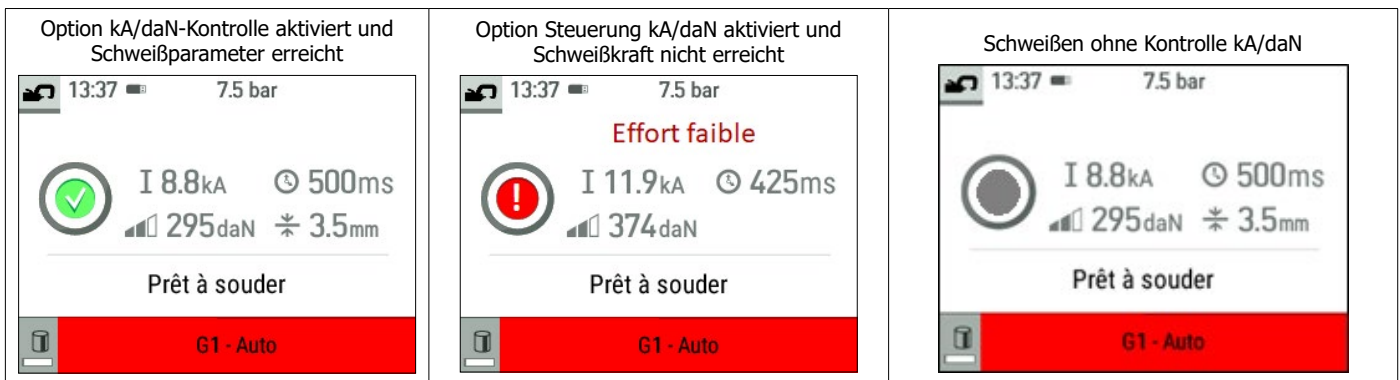 Option kA/daN-Kontrolle aktiviert und
Schweißparameter erreicht
13:37 7.5 bar
I 8.8kA 500ms
295daN 3.5mm
Prêt à souder
G1 - Auto
Option Steuerung kA/daN aktiviert und
Schweißkraft nicht erreicht
13:37 7.5 bar
Effort faible
I 11.9kA 425ms
374daN
Prêt à souder
G1 - Auto
Schweißen ohne Kontrolle kA/daN
13:37 7.5 bar
I 8.8kA 500ms
295daN 3.5mm
Prêt à souder
G1 - Auto